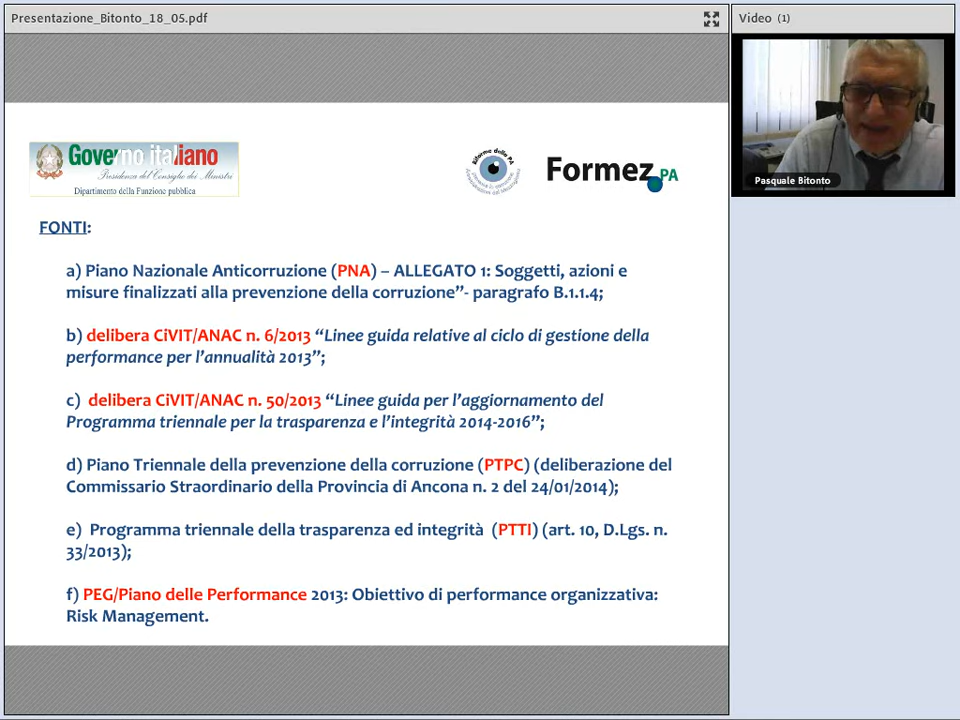 Presentazione_Bitonto_18_05.pdf
Video (1)
Pasquale Bitonto
Governo italiano
Presidenza del Consiglio dei Ministri
Dipartimento della Funzione pubblica
Riforme della PA
Formez PA
FONTI:
a) Piano Nazionale Anticorruzione (PNA) – ALLEGATO 1: Soggetti, azioni e
misure finalizzati alla prevenzione della corruzione”- paragrafo B.1.1.4;
b) delibera CiVIT/ANAC n. 6/2013 “Linee guida relative al ciclo di gestione della
performance per l’annualità 2013”;
c) delibera CiVIT/ANAC n. 50/2013 “Linee guida per l’aggiornamento del
Programma triennale per la trasparenza e l’integrità 2014-2016”;
d) Piano Triennale della prevenzione della corruzione (PTPC) (deliberazione del
Commissario Straordinario della Provincia di Ancona n. 2 del 24/01/2014);
e) Programma triennale della trasparenza ed integrità (PTTI) (art. 10, D.Lgs. n.
33/2013);
f) PEG/Piano delle Performance 2013: Obiettivo di performance organizzativa:
Risk Management.